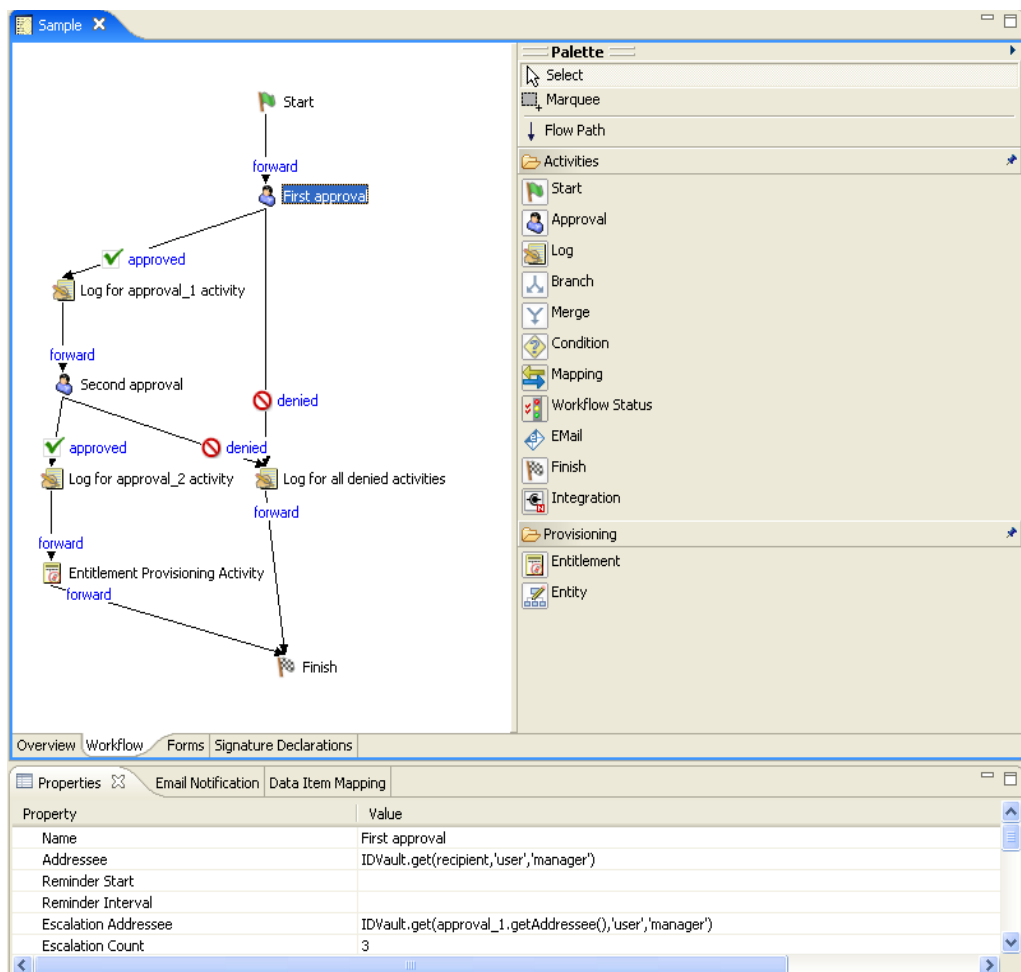 Sample
Start
forward
First approval
approved
Log for approval_1 activity
forward
Second approval
denied
approved
denied
Log for approval_2 activity
Log for all denied activities
forward
forward
Entitlement Provisioning Activity
forward
Finish
Palette
Select
Marquee
Flow Path
Activities
Start
Approval
Log
Branch
Merge
Condition
Mapping
Workflow Status
EMail
Finish
Integration
Provisioning
Entitlement
Entity
Overview Workflow Forms Signature Declarations
Properties Email Notification Data Item Mapping
Property Value
Name First approval
Addressee IDVault.get(recipient,'user','manager')
Reminder Start
Reminder Interval
Escalation Addressee IDVault.get(approval_1.getAddressee(),'user','manager')
Escalation Count 3